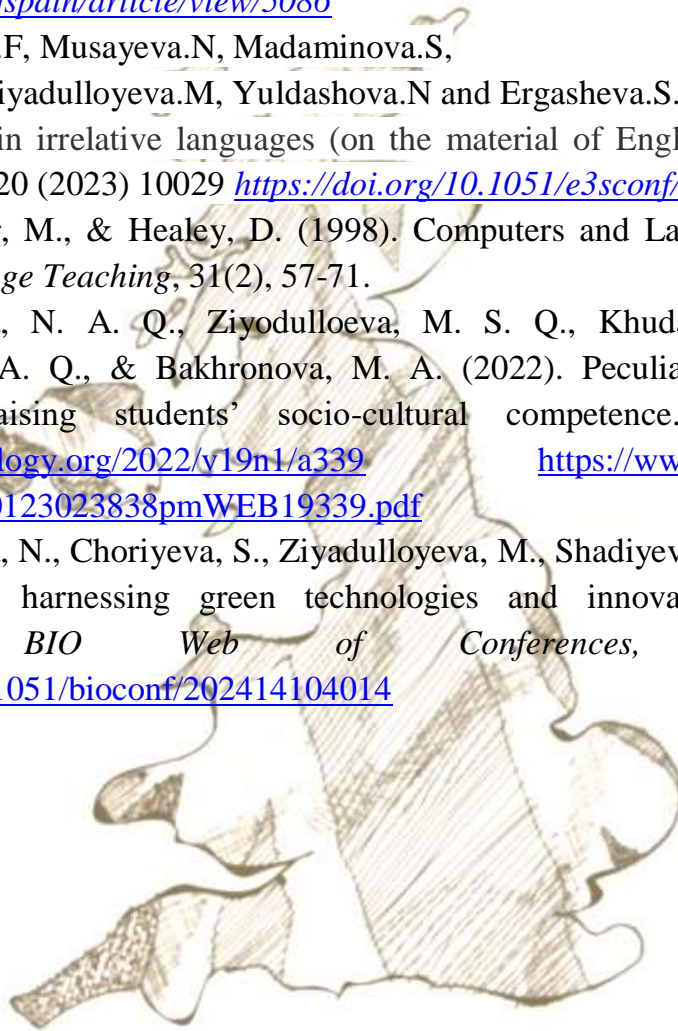 spain/article/view/5086
.F, Musayeva.N, Madaminova.S,
iyadulloyeva.M, Yuldashova.N and Ergasheva.S.
in irrelative languages (on the material of Engl
20 (2023) 10029 https://doi.org/10.1051/e3sconf/
, M., & Healey, D. (1998). Computers and La
ge Teaching, 31(2), 57-71.
, N. A. Q., Ziyodulloeva, M. S. Q., Khuda
A. Q., & Bakhronova, M. A. (2022). Peculia
aising students’ socio-cultural competence.
logy.org/2022/v19n1/a339 https://ww
0123023838pmWEB19339.pdf
, N., Choriyeva, S., Ziyadulloyeva, M., Shadiyev
harnessing green technologies and innova
BIO Web of Conferences,
1051/bioconf/202414104014